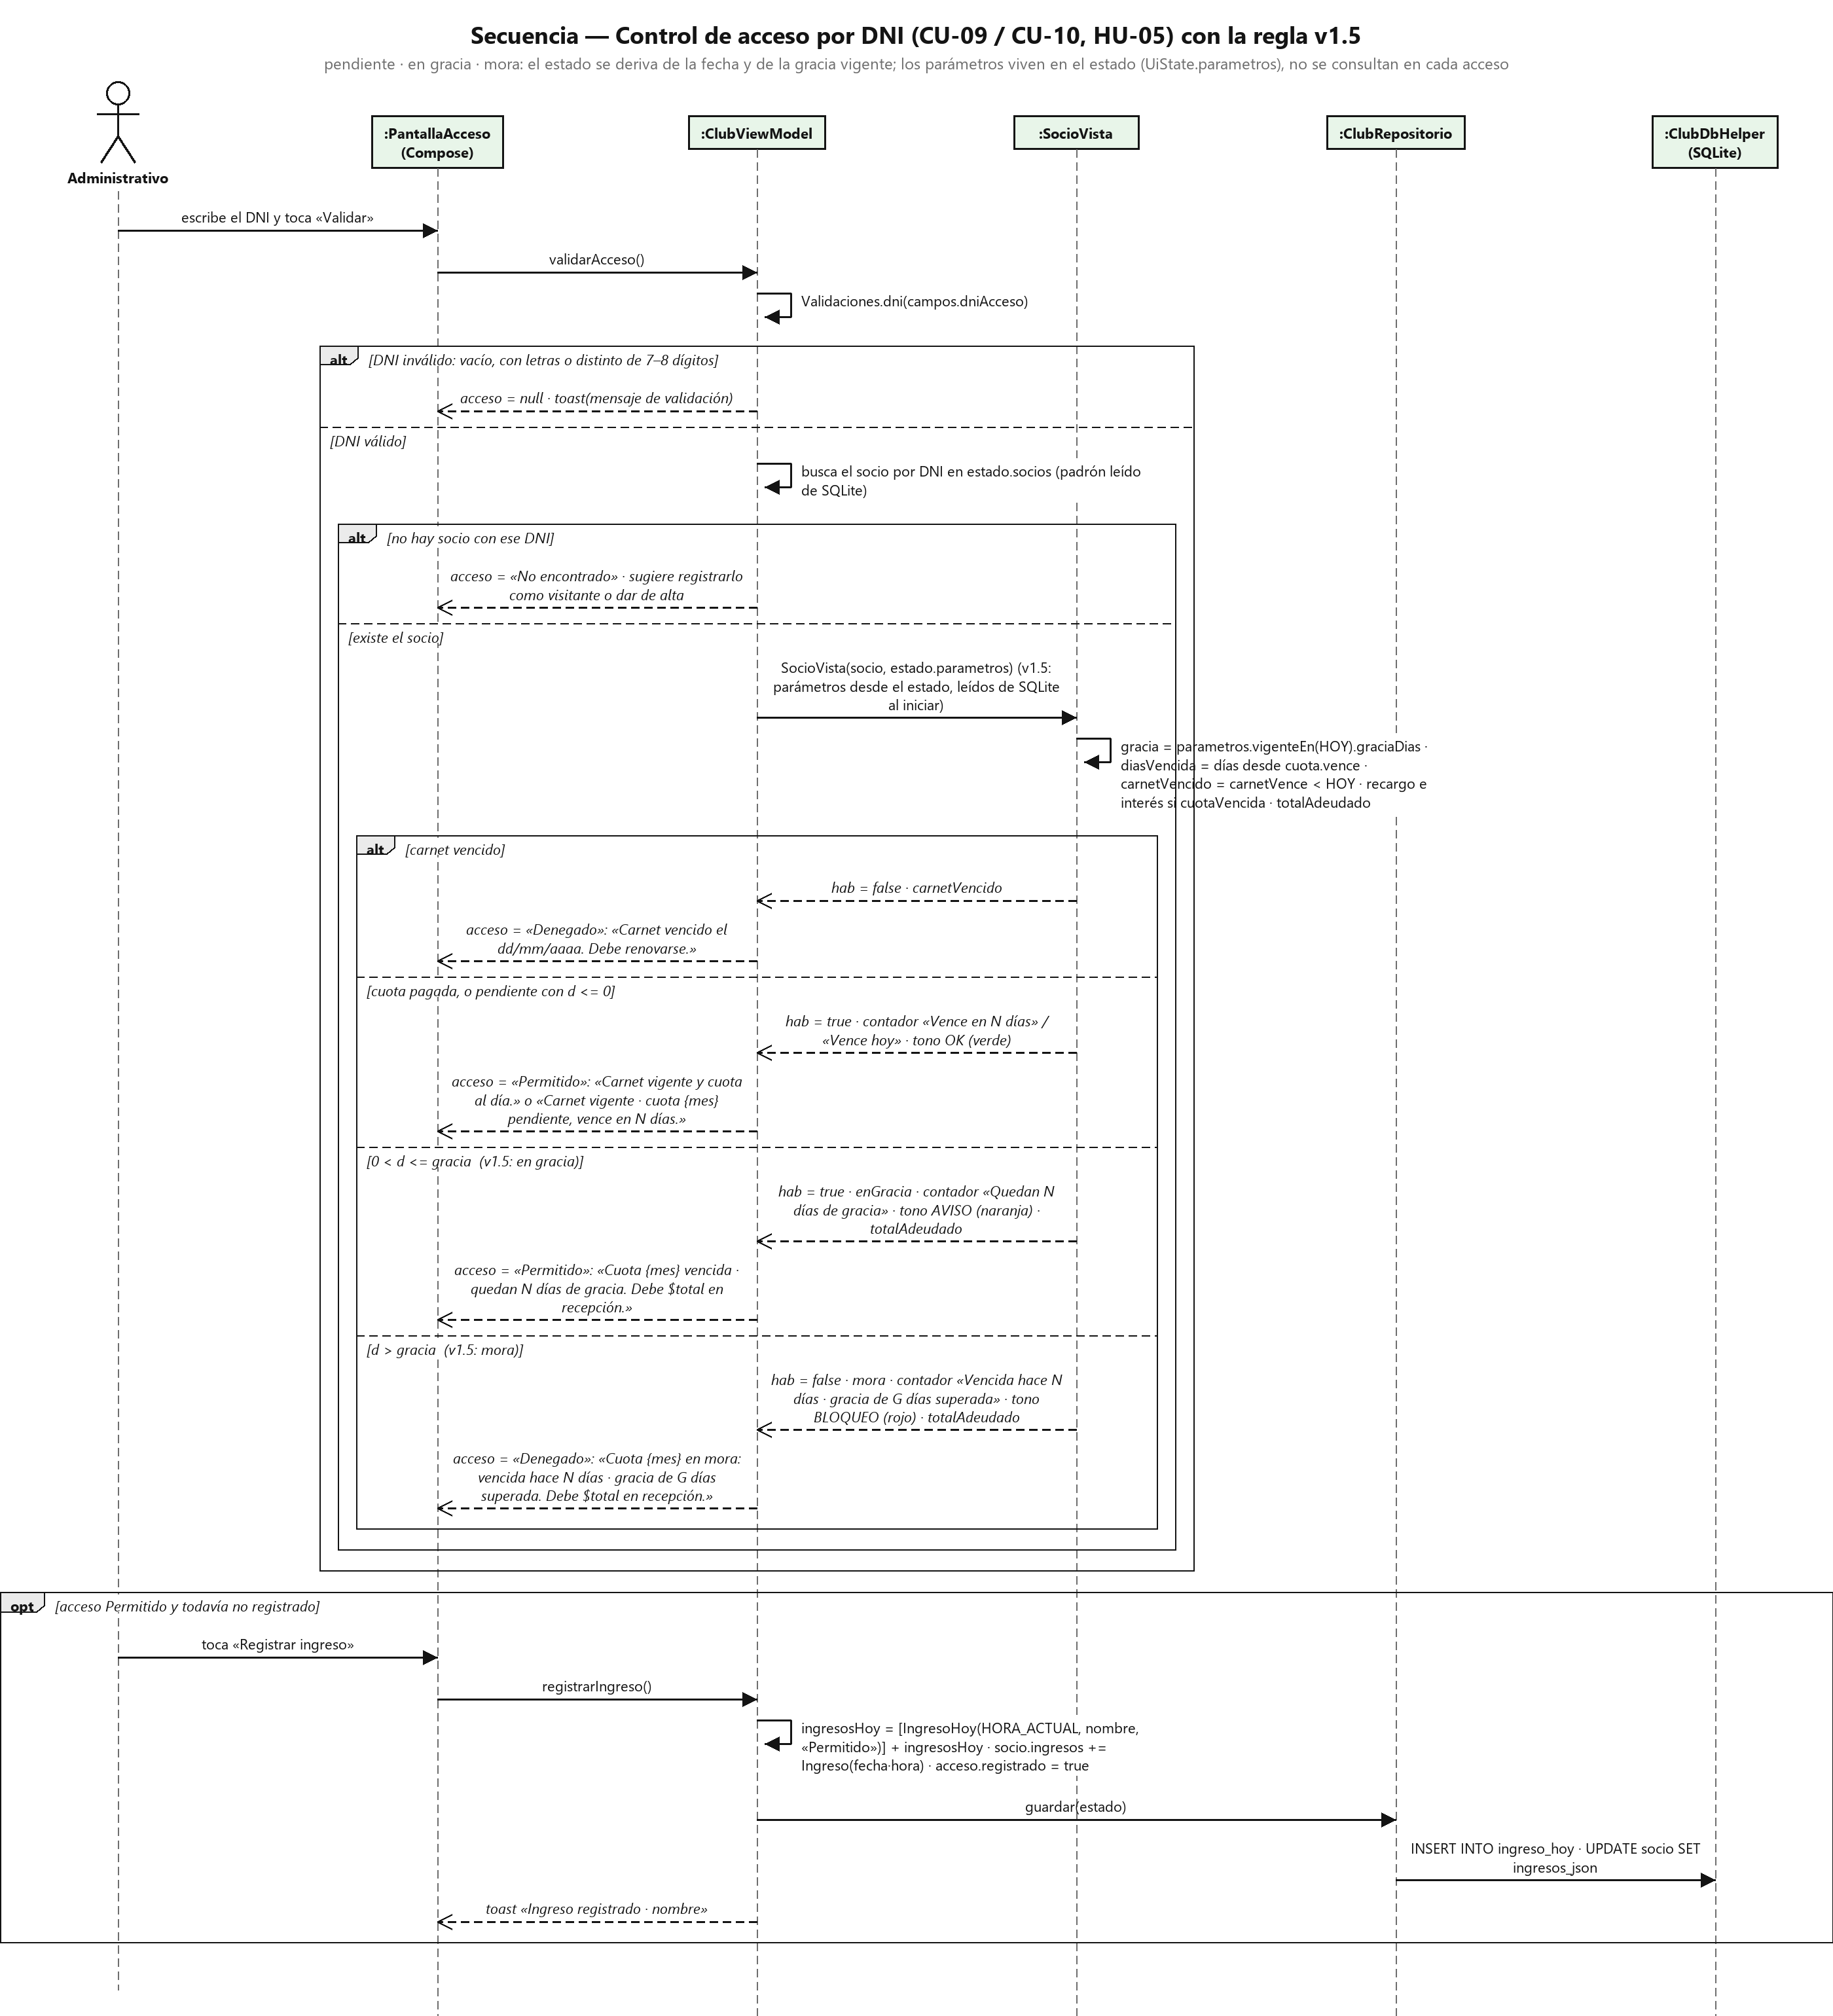 Secuencia — Control de acceso por DNI (CU-09 / CU-10, HU-05) con la regla v1.5
pendiente · en gracia · mora: el estado se deriva de la fecha y de la gracia vigente; los parámetros viven en el estado (UiState.parametros), no se consultan en cada acceso
Administrativo
:PantallaAcceso
(Compose)
:ClubViewModel
:SocioVista
:ClubRepositorio
:ClubDbHelper
(SQLite)
escribe el DNI y toca «Validar»
validarAcceso()
Validaciones.dni(campos.dniAcceso)
alt
[DNI inválido: vacío, con letras o distinto de 7–8 dígitos]
acceso = null · toast(mensaje de validación)
[DNI válido]
busca el socio por DNI en estado.socios (padrón leído
de SQLite)
alt
[no hay socio con ese DNI]
acceso = «No encontrado» · sugiere registrarlo
como visitante o dar de alta
[existe el socio]
SocioVista(socio, estado.parametros) (v1.5:
parámetros desde el estado, leídos de SQLite
al iniciar)
gracia = parametros.vigenteEn(HOY).graciaDias ·
diasVencida = días desde cuota.vence ·
carnetVencido = carnetVence < HOY · recargo e
interés si cuotaVencida · totalAdeudado
alt
[carnet vencido]
hab = false · carnetVencido
acceso = «Denegado»: «Carnet vencido el
dd/mm/aaaa. Debe renovarse.»
[cuota pagada, o pendiente con d <= 0]
hab = true · contador «Vence en N días» /
«Vence hoy» · tono OK (verde)
acceso = «Permitido»: «Carnet vigente y cuota
al día.» o «Carnet vigente · cuota {mes}
pendiente, vence en N días.»
[0 < d <= gracia (v1.5: en gracia)]
hab = true · enGracia · contador «Quedan N
días de gracia» · tono AVISO (naranja) ·
totalAdeudado
acceso = «Permitido»: «Cuota {mes} vencida ·
quedan N días de gracia. Debe $total en
recepción.»
[d > gracia (v1.5: mora)]
hab = false · mora · contador «Vencida hace N
días · gracia de G días superada» · tono
BLOQUEO (rojo) · totalAdeudado
acceso = «Denegado»: «Cuota {mes} en mora:
vencida hace N días · gracia de G días
superada. Debe $total en recepción.»
opt
[acceso Permitido y todavía no registrado]
toca «Registrar ingreso»
registrarIngreso()
ingresosHoy = [IngresoHoy(HORA_ACTUAL, nombre,
«Permitido»)] + ingresosHoy · socio.ingresos +=
Ingreso(fecha·hora) · acceso.registrado = true
guardar(estado)
INSERT INTO ingreso_hoy · UPDATE socio SET
ingresos_json
toast «Ingreso registrado · nombre»